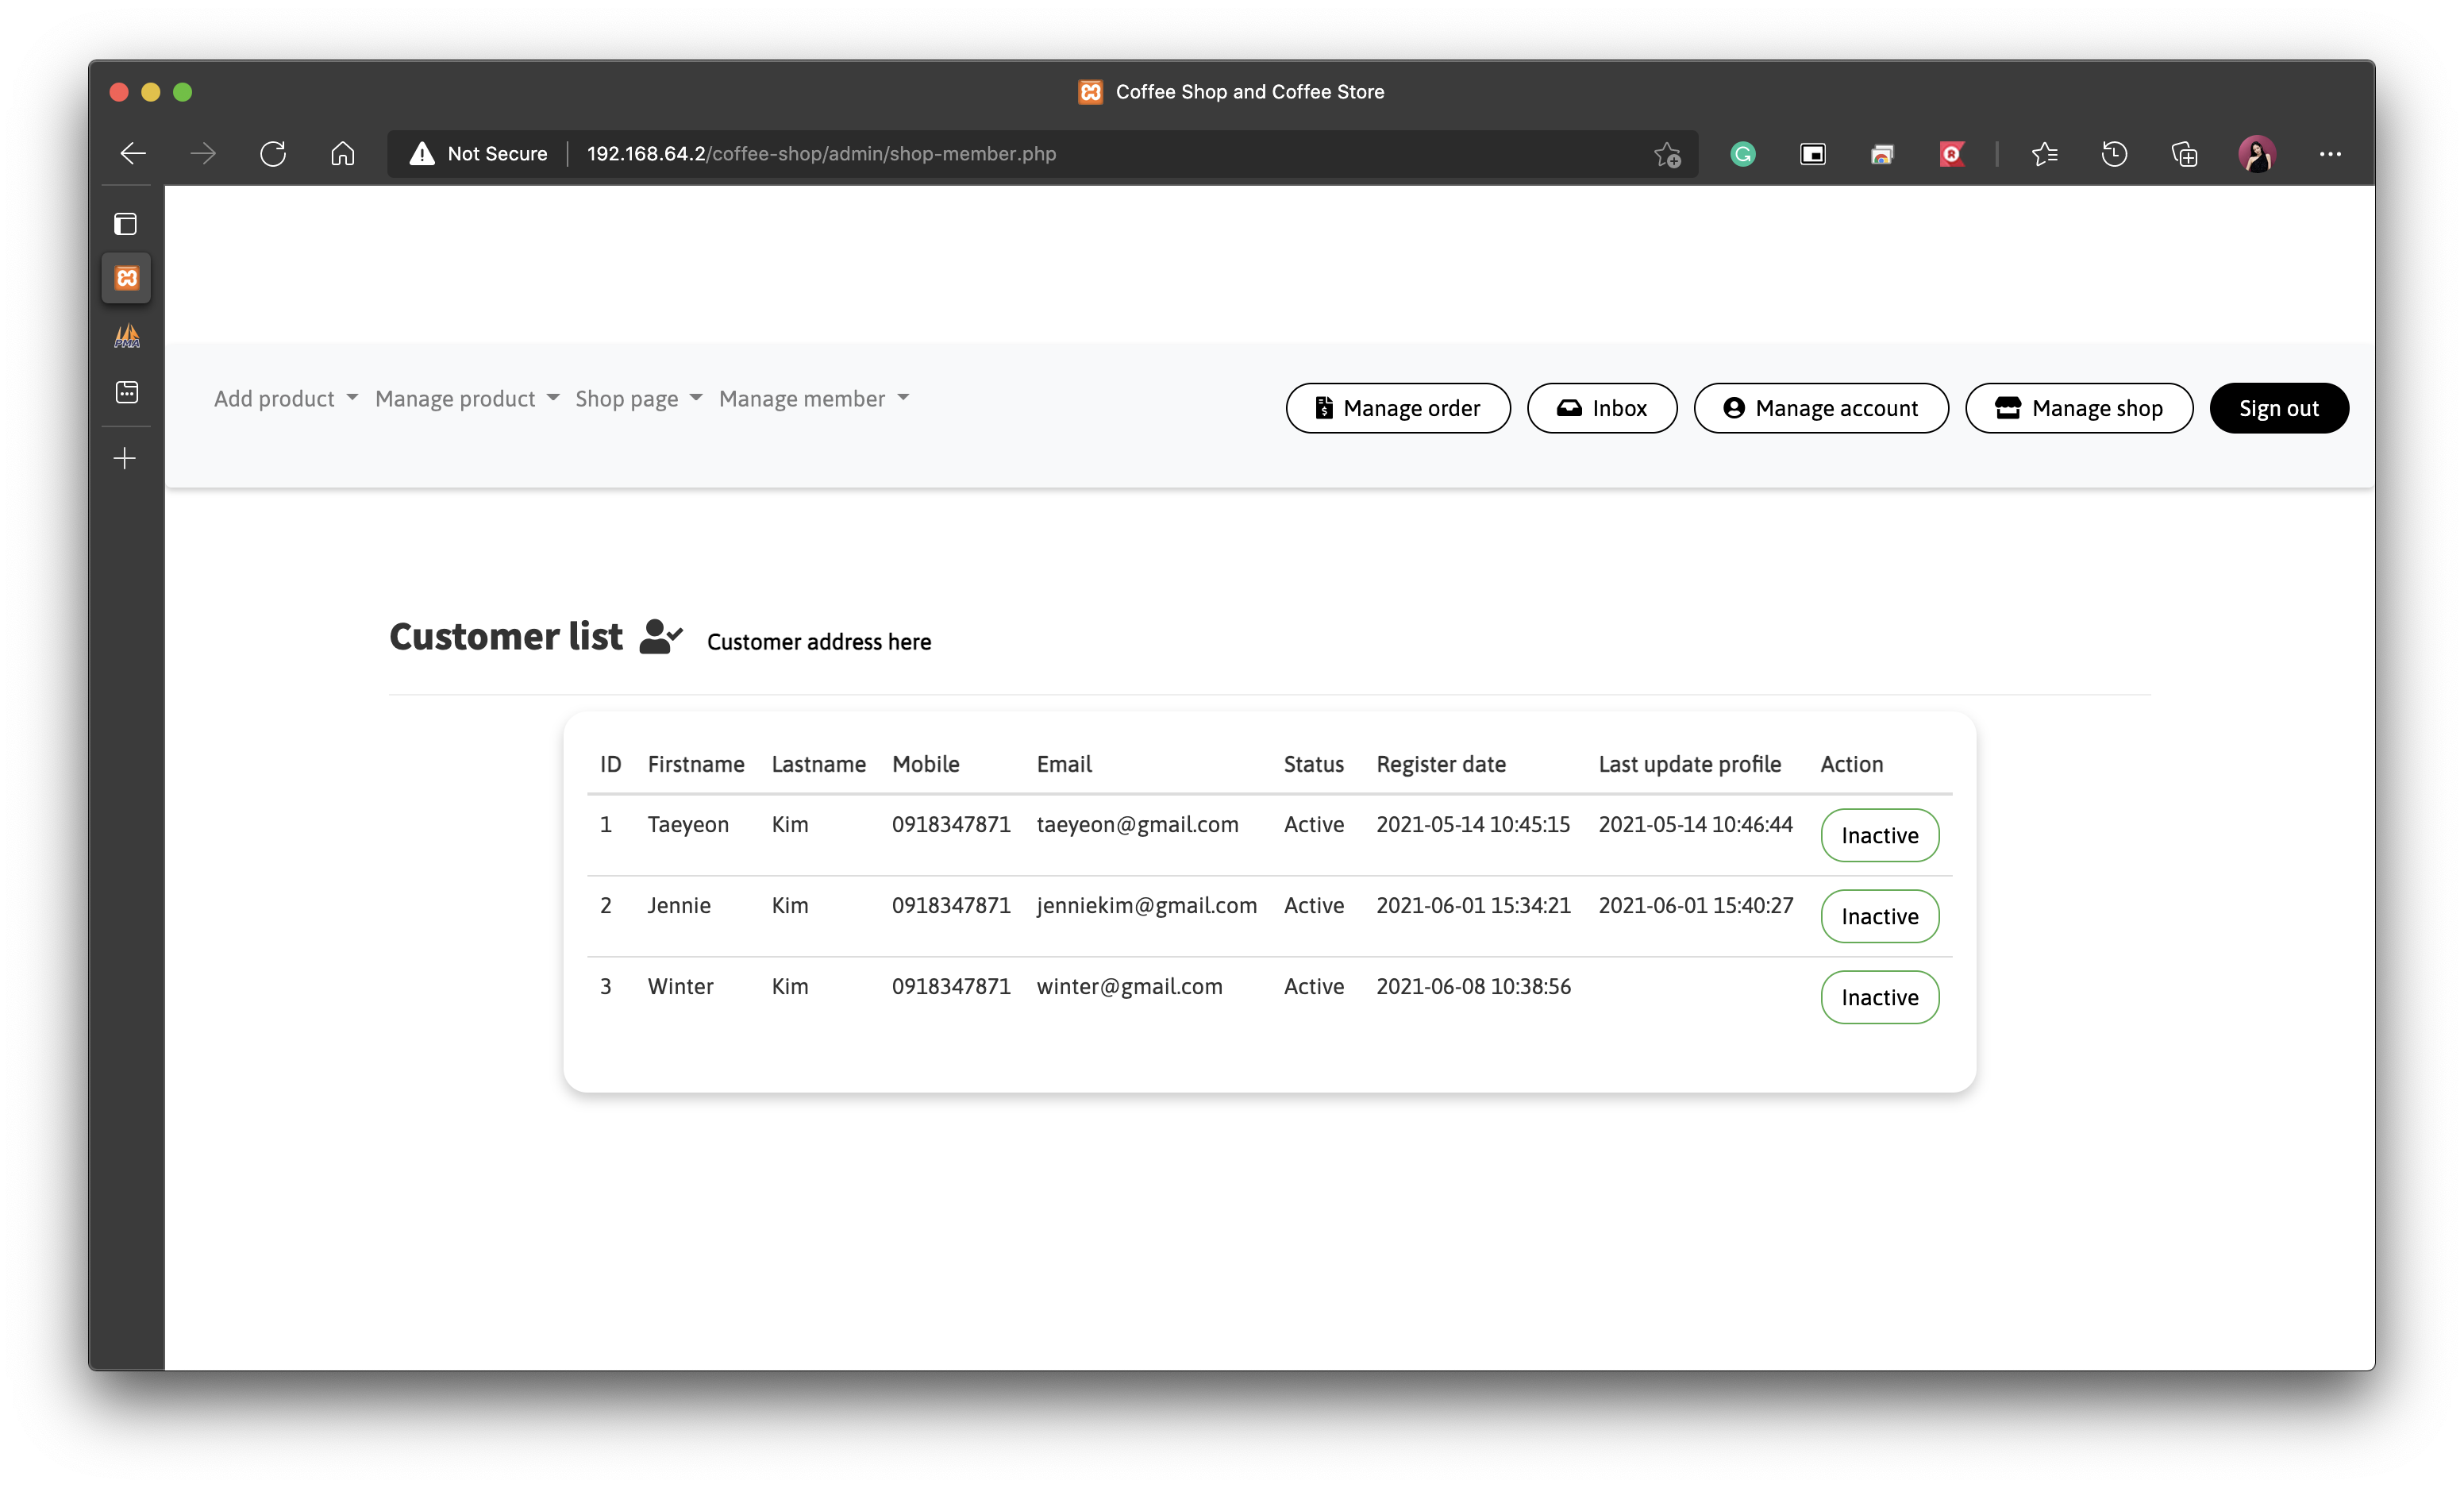 Coffee Shop and Coffee Store
Not Secure 192.168.64.2/coffee-shop/admin/shop-member.php
PMA
Add product Manage product Shop page Manage member Manage order Inbox Manage account Manage shop Sign out
Customer list Customer address here
ID Firstname Lastname Mobile Email Status Register date Last update profile Action
1 Taeyeon Kim 0918347871 taeyeon@gmail.com Active 2021-05-14 10:45:15 2021-05-14 10:46:44 Inactive
2 Jennie Kim 0918347871 jenniekim@gmail.com Active 2021-06-01 15:34:21 2021-06-01 15:40:27 Inactive
3 Winter Kim 0918347871 winter@gmail.com Active 2021-06-08 10:38:56 Inactive